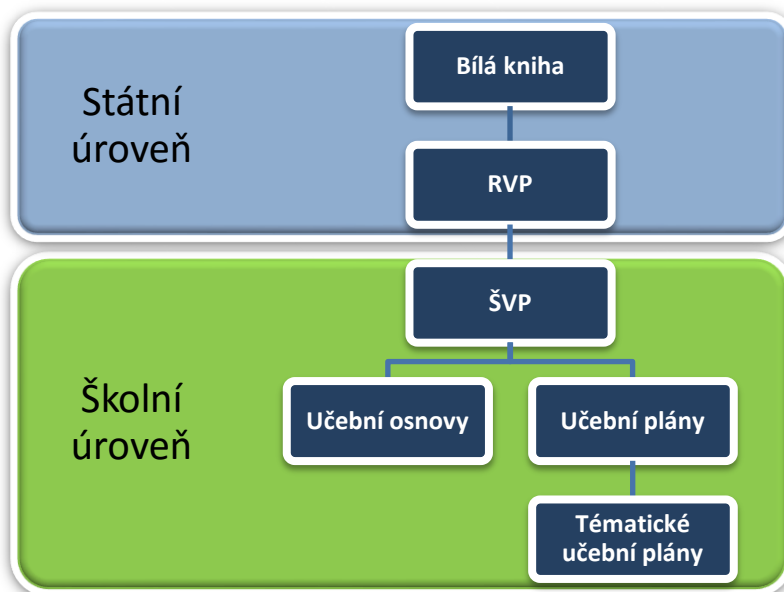 Státní
úroveň
Bílá kniha
RVP
Školní
úroveň
ŠVP
Učební osnovy
Učební plány
Tématické
učební plány